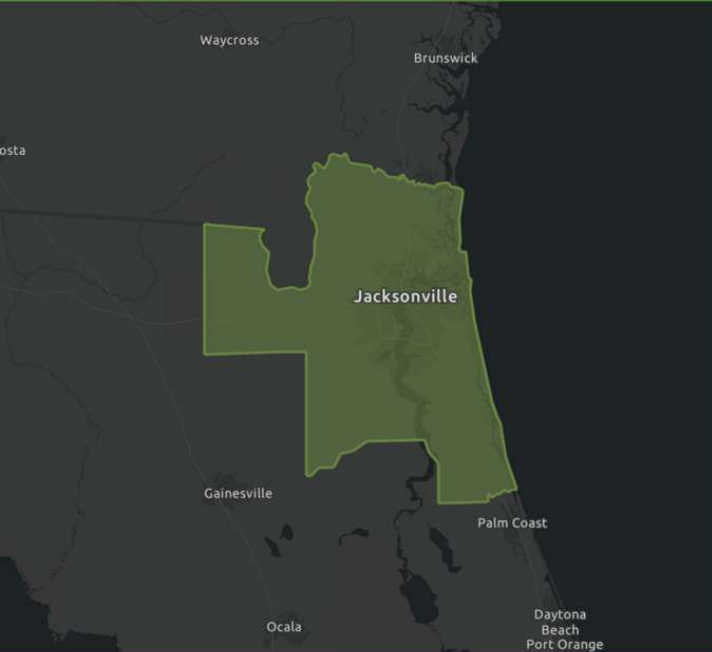 Waycross
Brunswick
osta
Jacksonville
Gainesville
Palm Coast
Ocala
Daytona
Beach
Port Orange